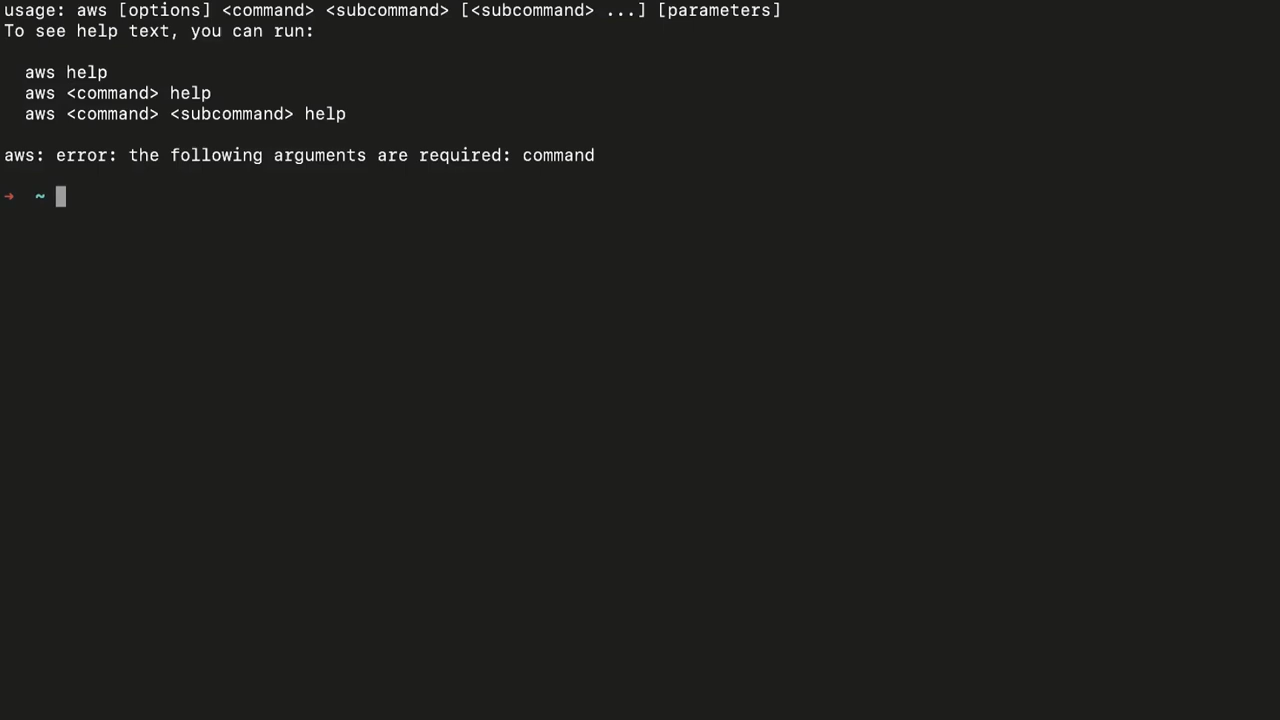 usage: aws [options] <command> <subcommand> [<subcommand> ...] [parameters]
To see help text, you can run:
aws help
aws <command> help
aws <command> <subcommand> help
aws: error: the following arguments are required: command
➜ ~